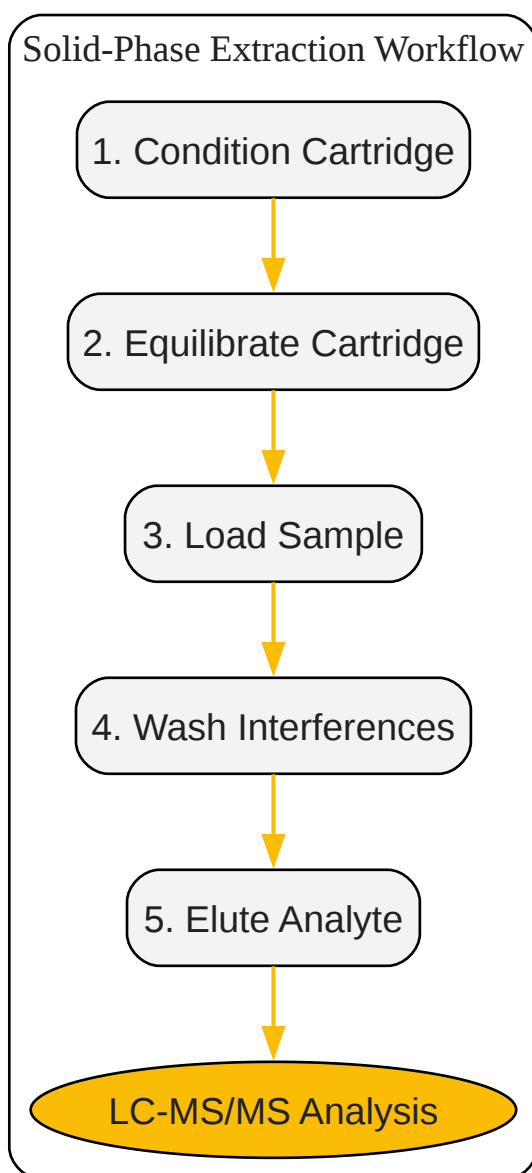 Solid-Phase Extraction Workflow
1. Condition Cartridge
2. Equilibrate Cartridge
3. Load Sample
4. Wash Interferences
5. Elute Analyte
LC-MS/MS Analysis